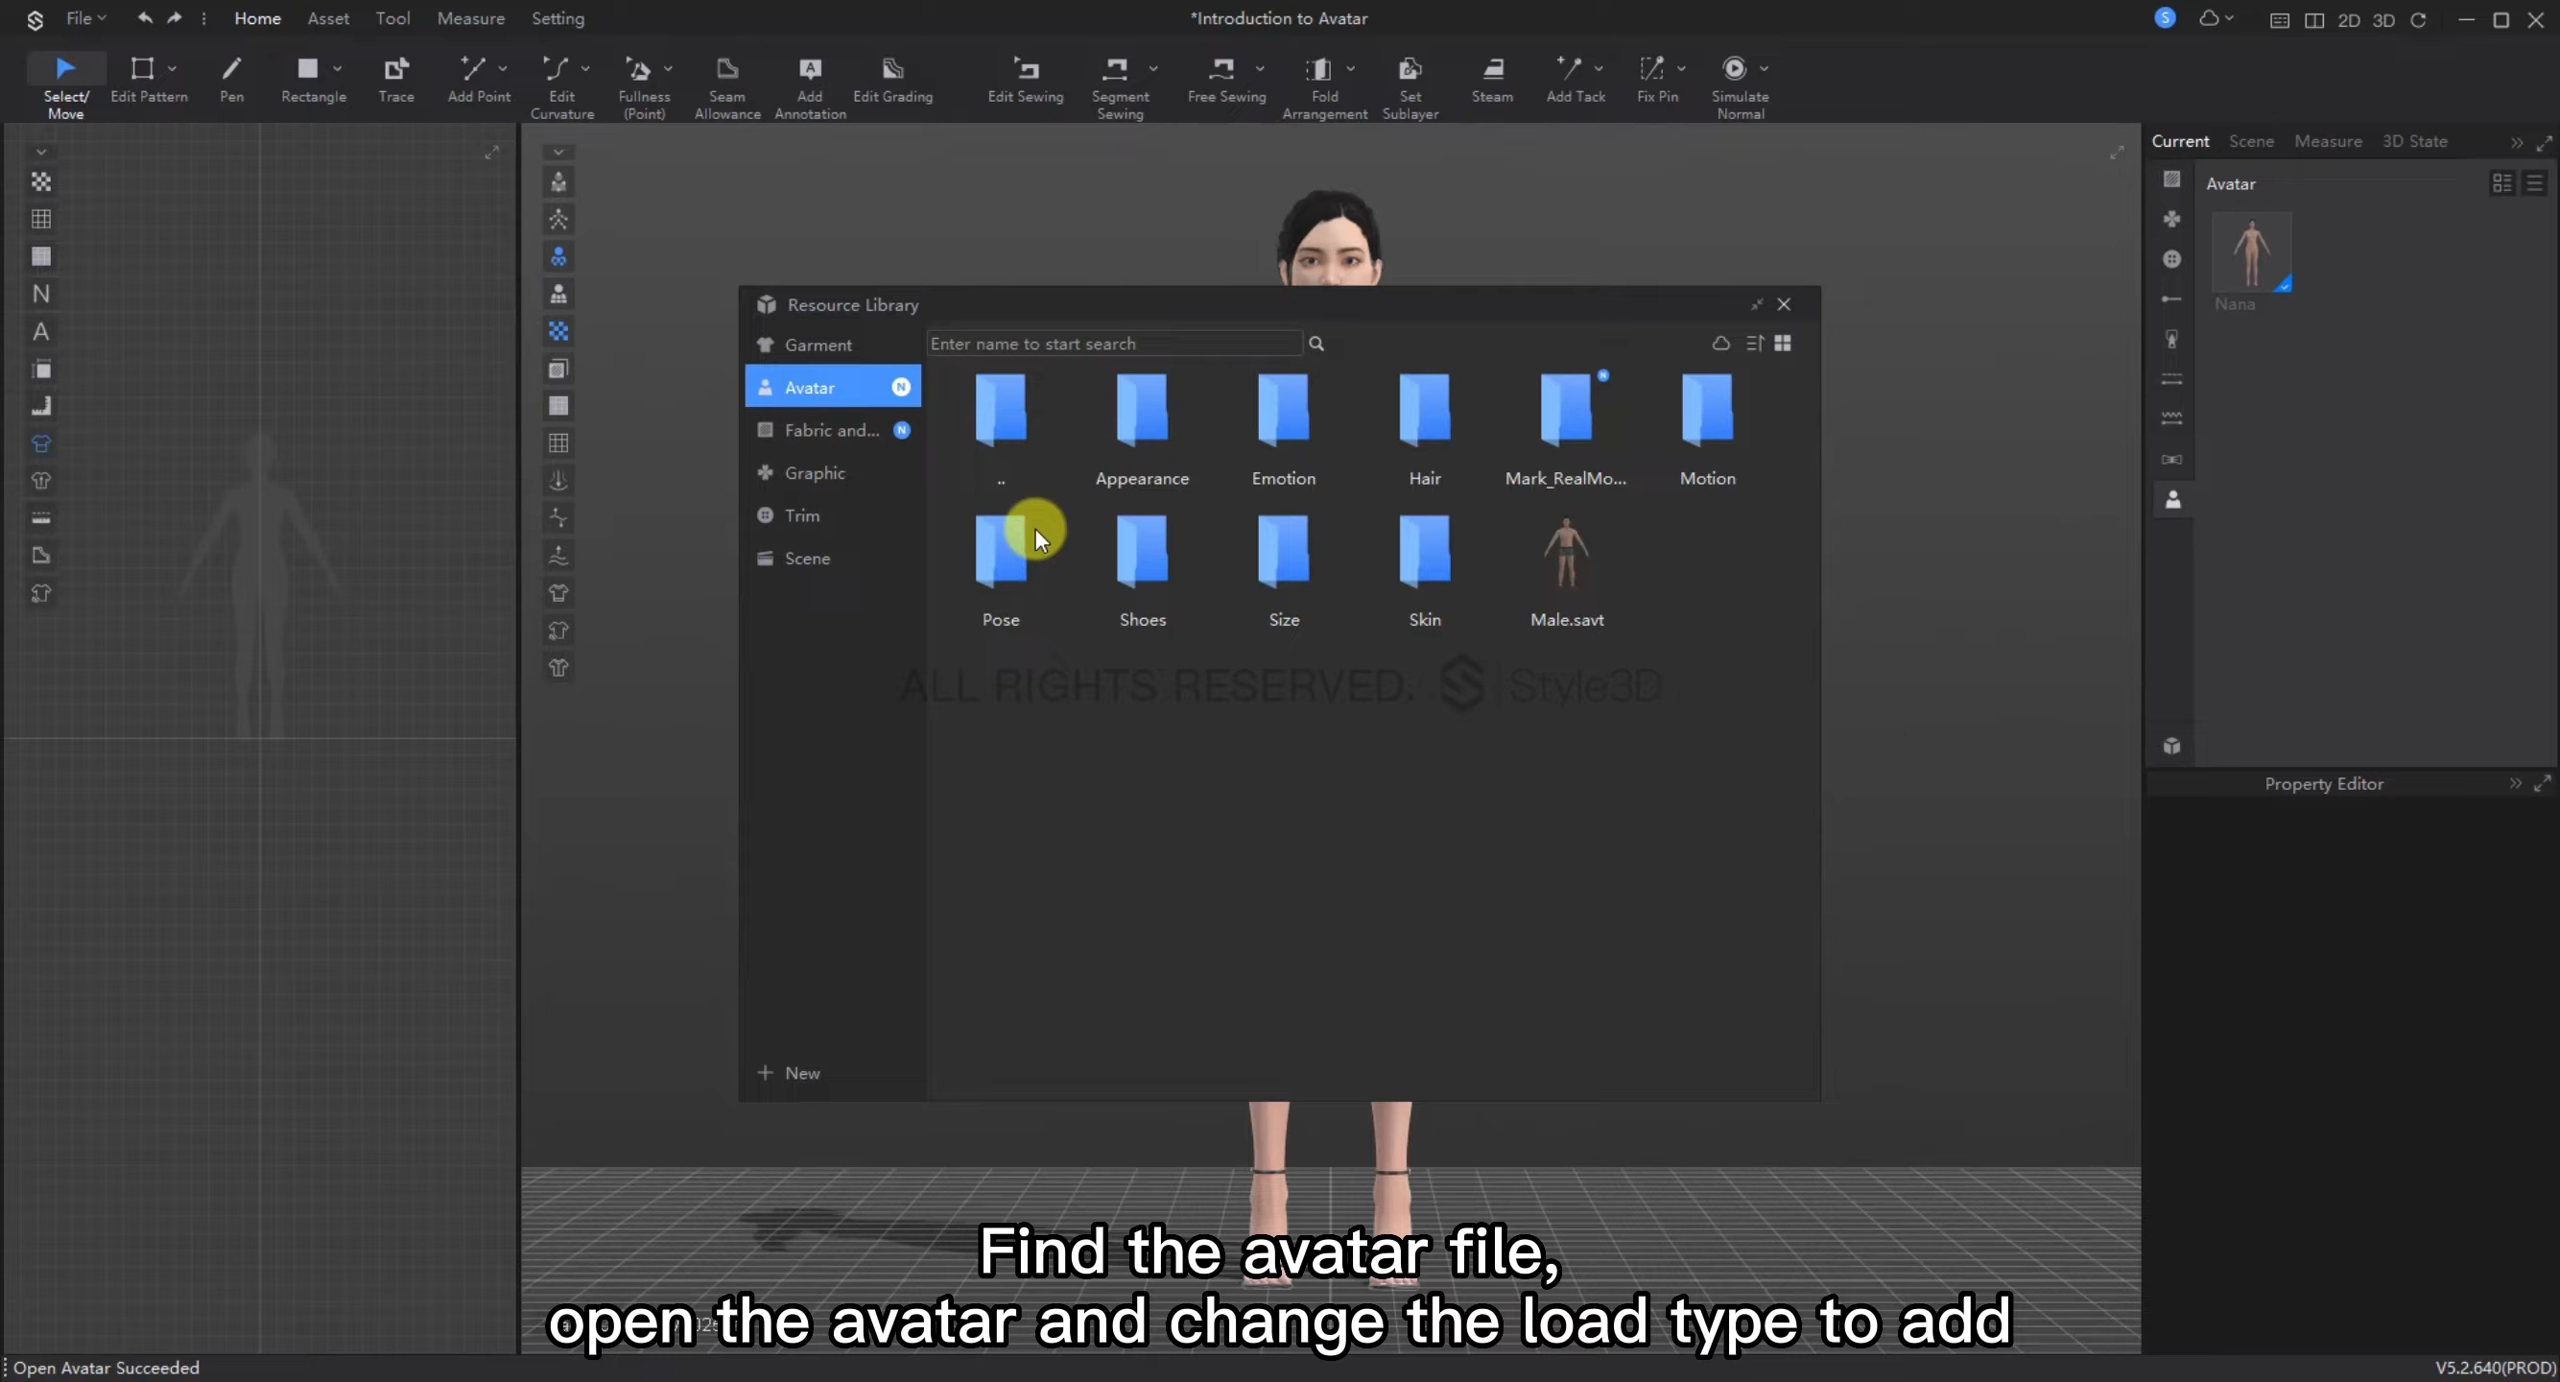 File
Home
Asset
Tool
Measure
Setting
*Introduction to Avatar
S
2D
3D
Select/
Move
Edit Pattern
Pen
Rectangle
Trace
Add Point
Edit
Curvature
Fullness
(Point)
Seam
Allowance
Add
Annotation
Edit Grading
Edit Sewing
Segment
Sewing
Free Sewing
Fold
Arrangement
Set
Sublayer
Steam
Add Tack
Fix Pin
Simulate
Normal
N
A
Resource Library
Garment
Avatar N
Fabric and... N
Graphic
Trim
Scene
New
Enter name to start search
..
Appearance
Emotion
Hair
Mark_RealMo...
Motion
Pose
Shoes
Size
Skin
Male.savt
ALL RIGHTS RESERVED. Style3D
Current
Scene
Measure
3D State
Avatar
Nana
Property Editor
Find the avatar file,
open the avatar and change the load type to add
Open Avatar Succeeded
V5.2.640(PROD)